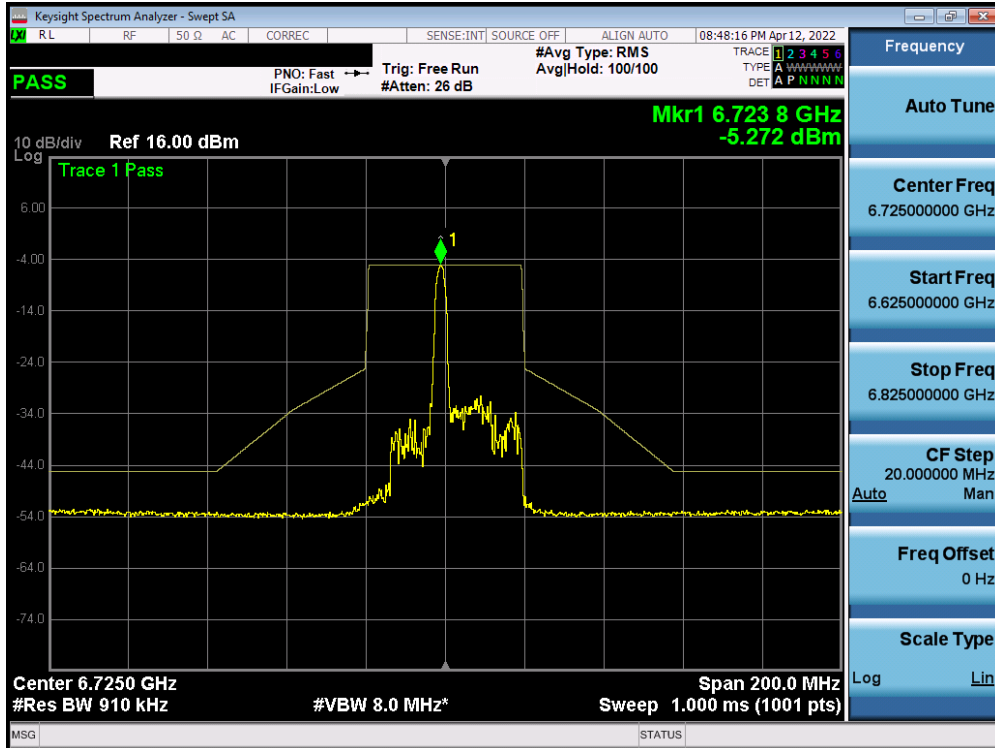 Keysight Spectrum Analyzer - Swept SA
LXI RL RF 50 Ω AC CORREC SENSE:INT SOURCE OFF ALIGN AUTO 08:48:16 PM Apr 12, 2022
PASS
PNO: Fast
IFGain:Low
Trig: Free Run
#Atten: 26 dB
#Avg Type: RMS
Avg|Hold: 100/100
TRACE 1 2 3 4 5 6
TYPE A WWWWW
DET A P N N N N
Mkr1 6.723 8 GHz
-5.272 dBm
10 dB/div
Log
Ref 16.00 dBm
Trace 1 Pass
1
6.00
-4.00
-14.0
-24.0
-34.0
-44.0
-54.0
-64.0
-74.0
Center 6.7250 GHz
Span 200.0 MHz
#Res BW 910 kHz
#VBW 8.0 MHz*
Sweep 1.000 ms (1001 pts)
MSG
STATUS
Frequency
Auto Tune
Center Freq
6.725000000 GHz
Start Freq
6.625000000 GHz
Stop Freq
6.825000000 GHz
CF Step
20.000000 MHz
Auto Man
Freq Offset
0 Hz
Scale Type
Log Lin